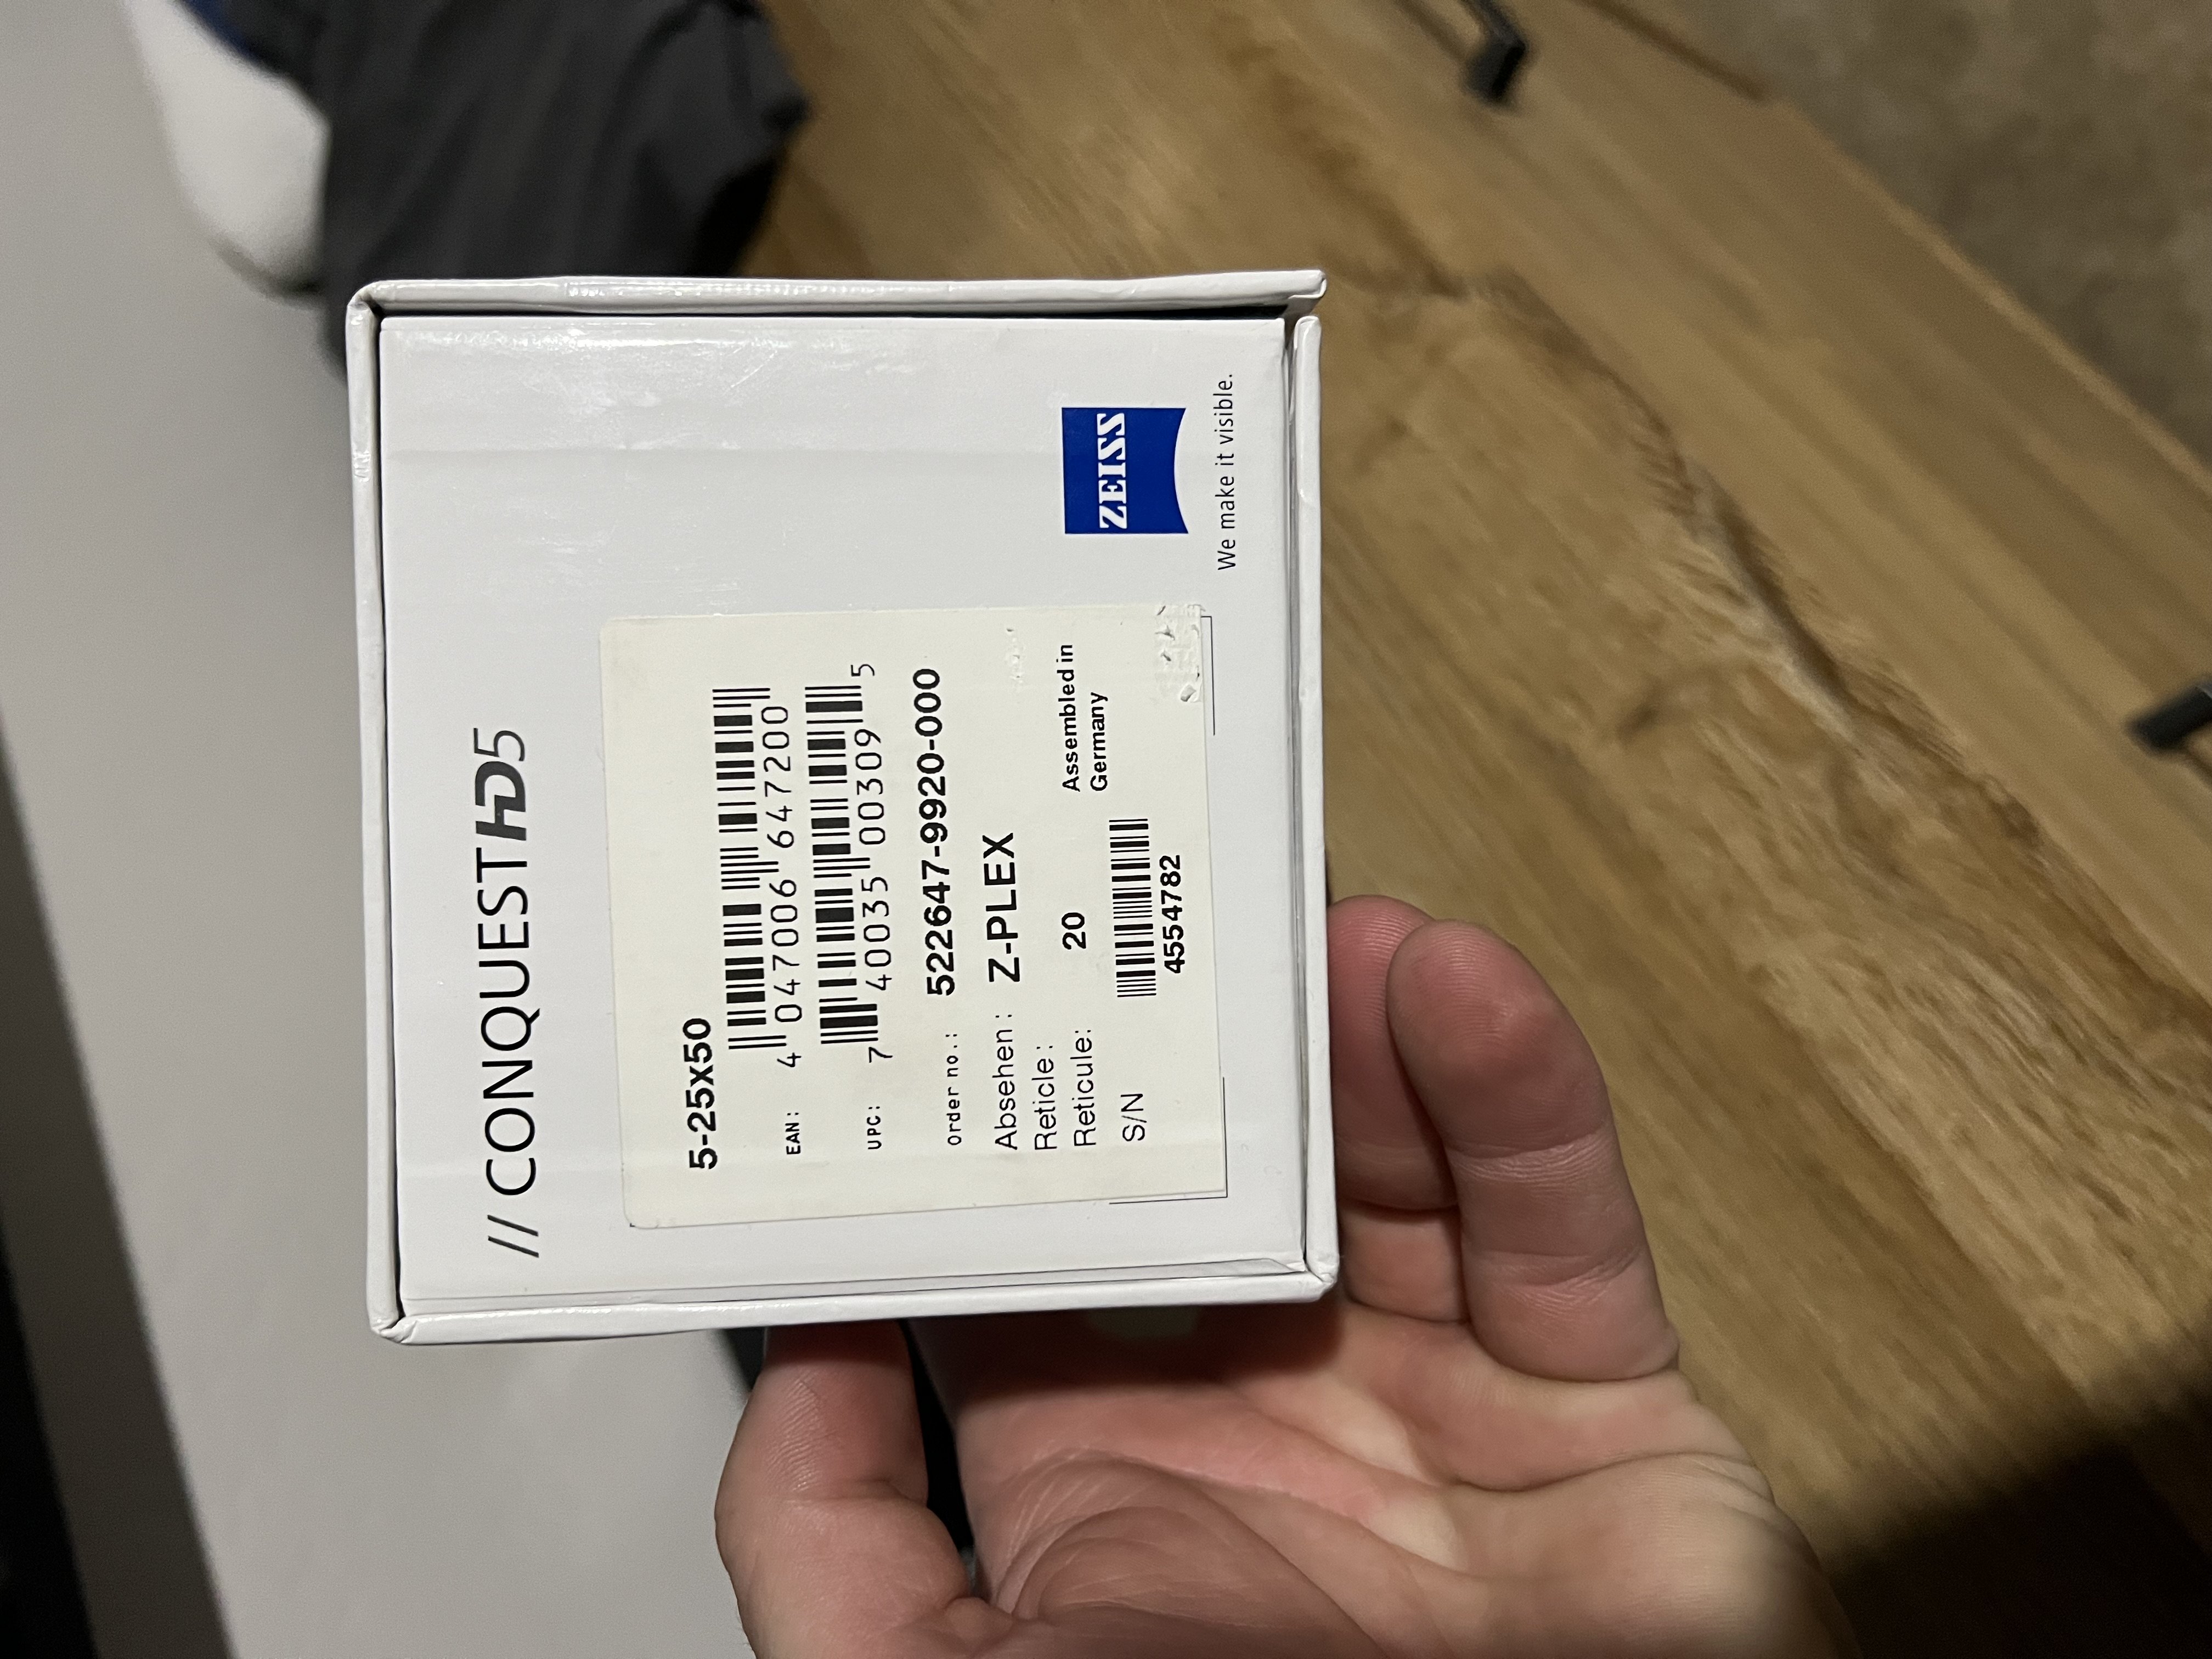 // CONQUEST HD5
5-25x50
EAN: 4 047006 647200
UPC: 7 40035 00309 5
Order no.: 522647-9920-000
Absehen: Z-PLEX
Reticle:
Reticule: 20
Assembled in
Germany
S/N
4554782
ZEISS
We make it visible.